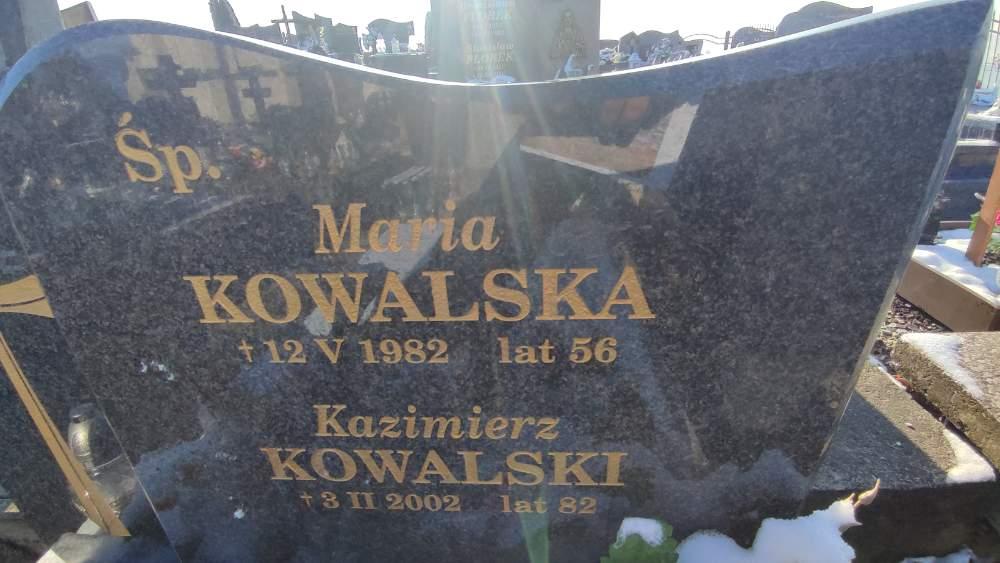 Śp.
Maria
KOWALSKA
† 12 V 1982 lat 56
Kazimierz
KOWALSKI
† 3 II 2002 lat 82